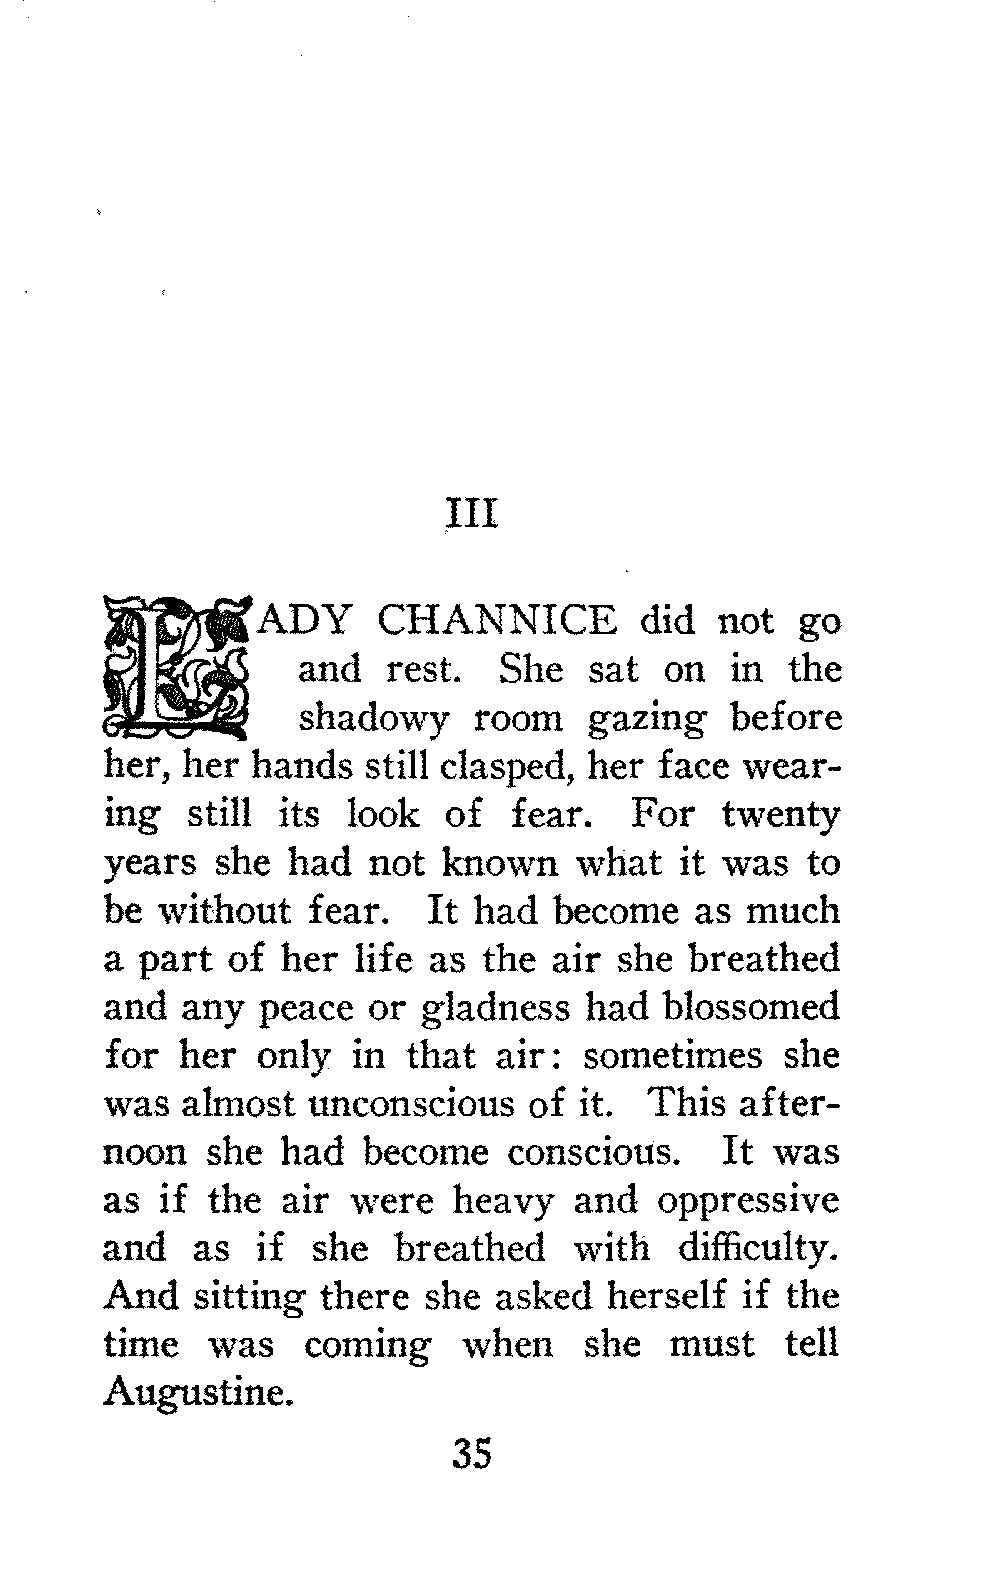 III
LADY CHANNICE did not go
and rest. She sat on in the
shadowy room gazing before
her, her hands still clasped, her face wear-
ing still its look of fear. For twenty
years she had not known what it was to
be without fear. It had become as much
a part of her life as the air she breathed
and any peace or gladness had blossomed
for her only in that air: sometimes she
was almost unconscious of it. This after-
noon she had become conscious. It was
as if the air were heavy and oppressive
and as if she breathed with difficulty.
And sitting there she asked herself if the
time was coming when she must tell
Augustine.
35